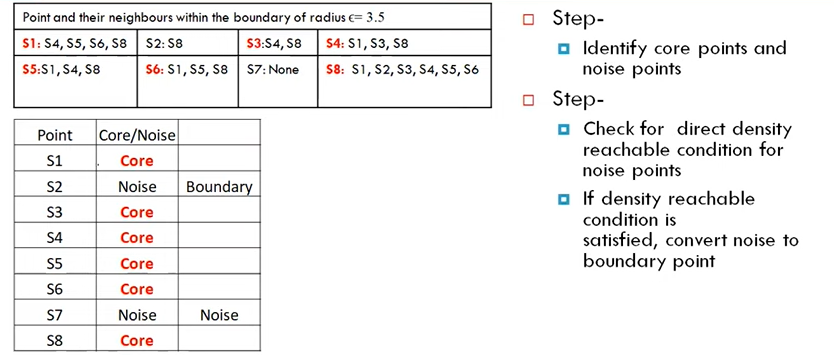 Point and their neighbours within the boundary of radius ϵ= 3.5
S1: S4, S5, S6, S8 S2: S8 S3:S4, S8 S4: S1, S3, S8
S5:S1, S4, S8 S6: S1, S5, S8 S7: None S8: S1, S2, S3, S4, S5, S6
Point Core/Noise
S1 Core
S2 Noise Boundary
S3 Core
S4 Core
S5 Core
S6 Core
S7 Noise Noise
S8 Core
Step-
Identify core points and
noise points
Step-
Check for direct density
reachable condition for
noise points
If density reachable
condition is
satisfied, convert noise to
boundary point